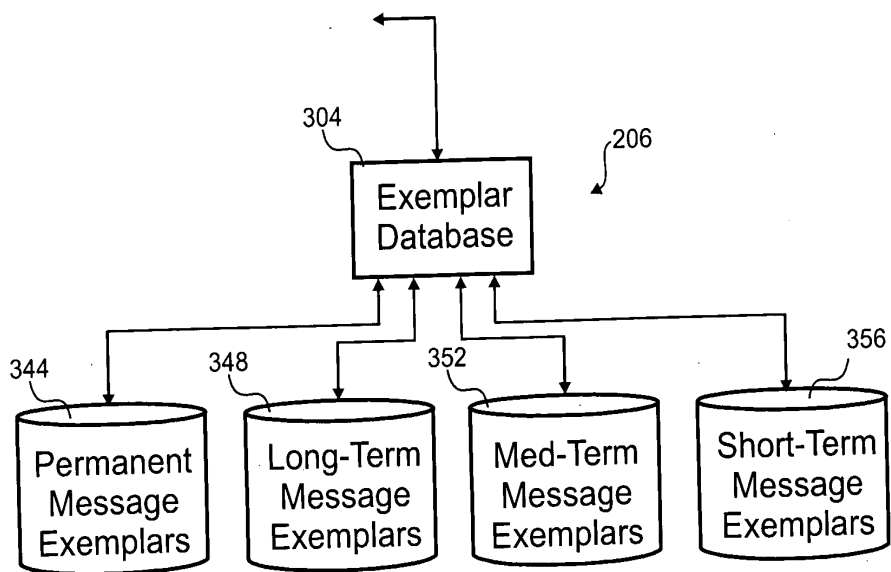 304
206
Exemplar
Database
344
348
352
356
Permanent
Message
Exemplars
Long-Term
Message
Exemplars
Med-Term
Message
Exemplars
Short-Term
Message
Exemplars